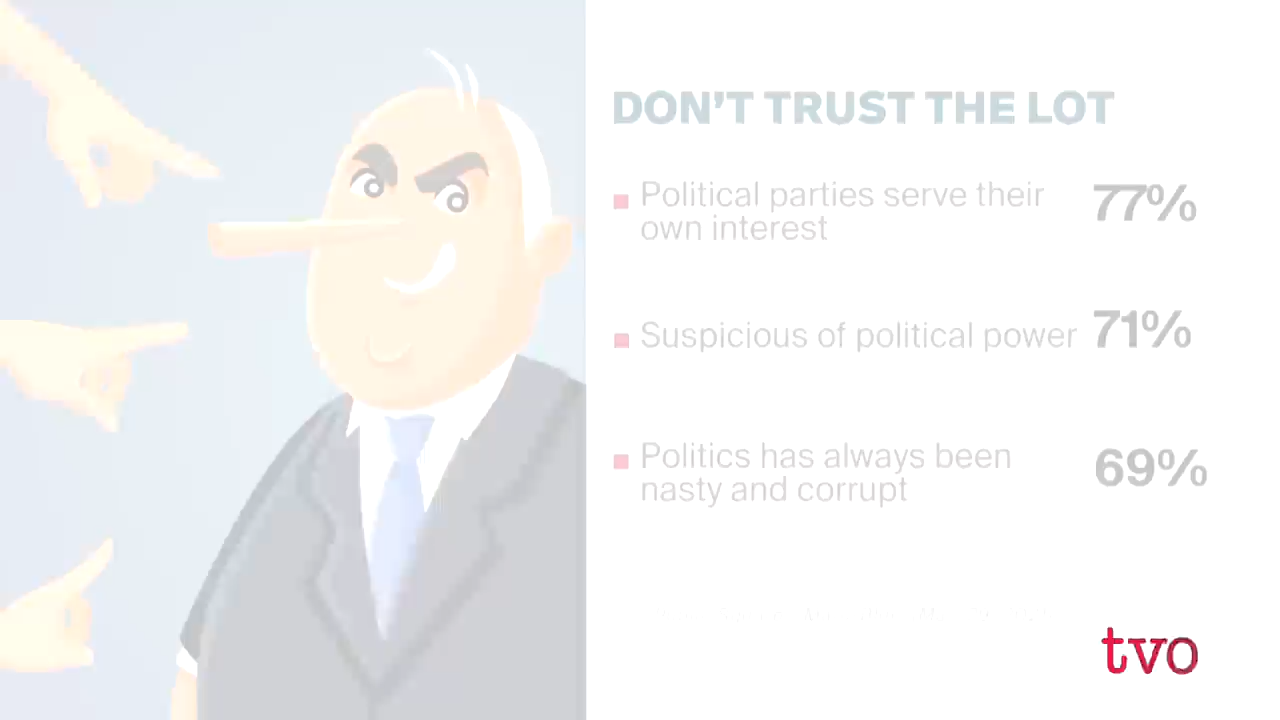 DON'T TRUST THE LOT
Political parties serve their
own interest
77%
Suspicious of political power
71%
Politics has always been
nasty and corrupt
69%
tvo